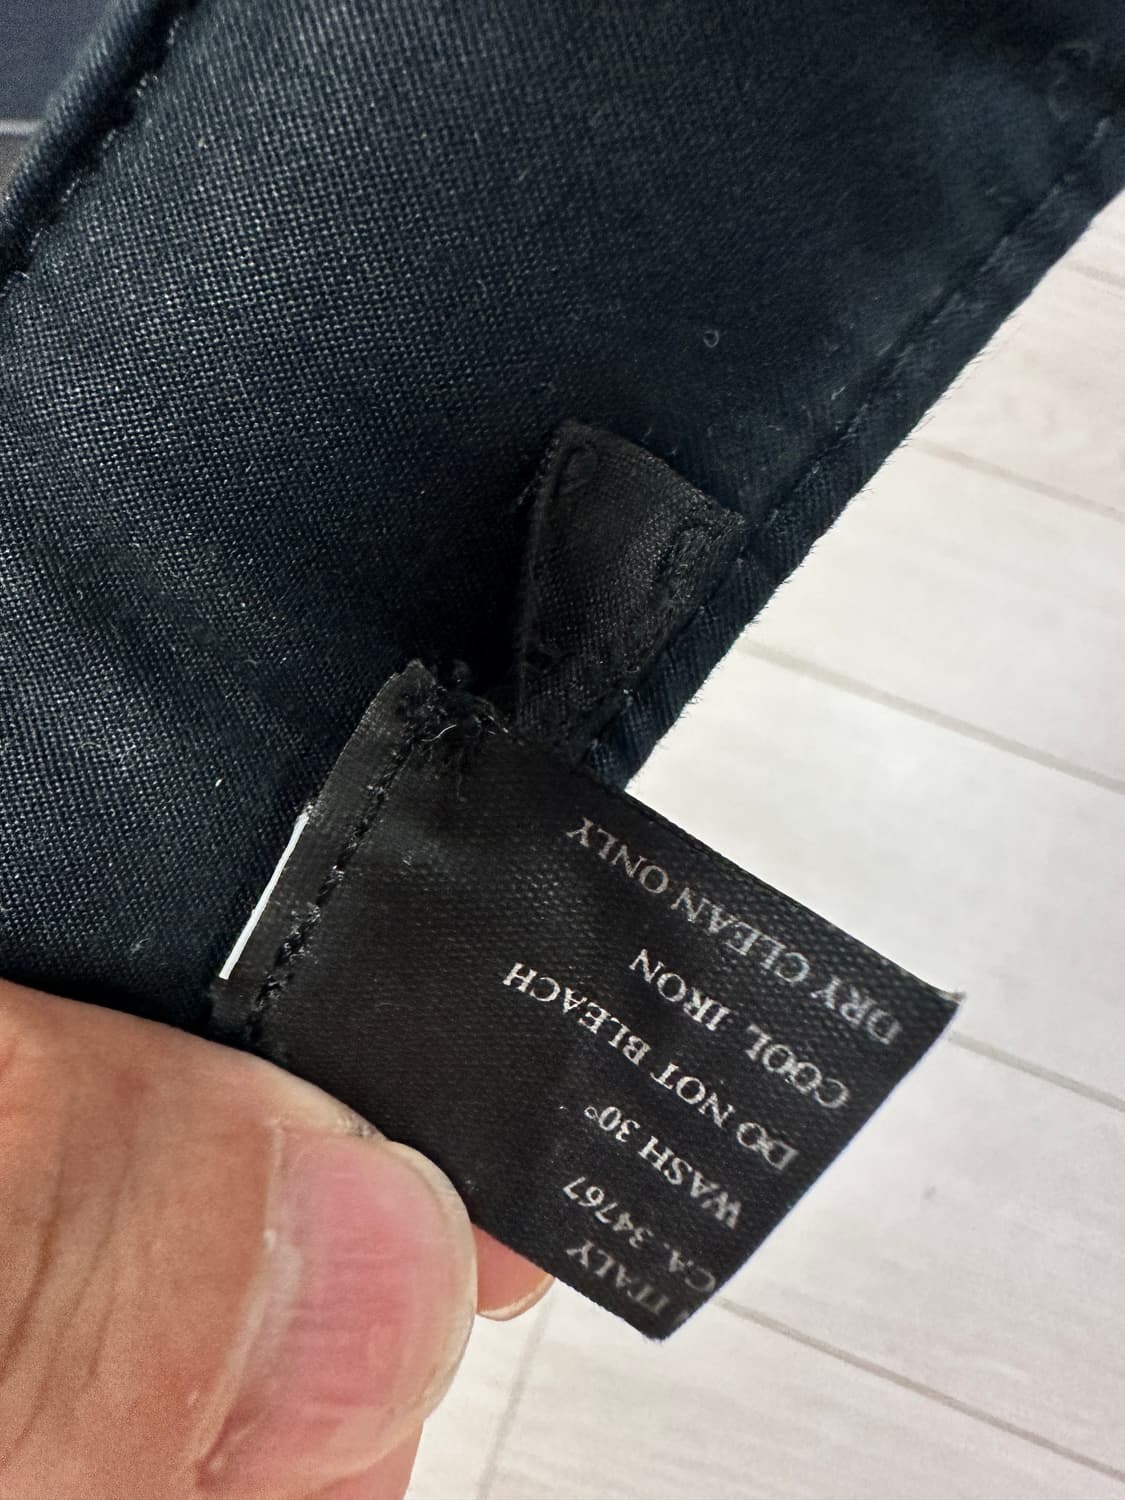 ITALY
CA. 34767
WASH 30°
DO NOT BLEACH
COOL IRON
DRY CLEAN ONLY